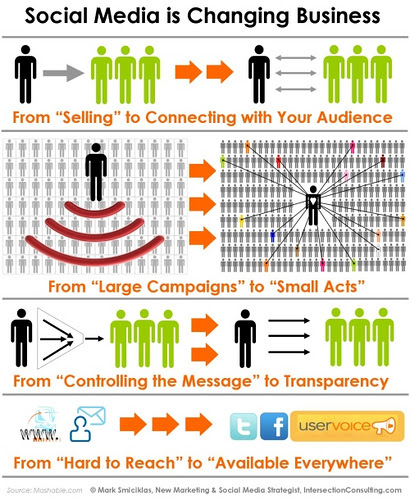 Social Media is Changing Business
From “Selling” to Connecting with Your Audience
From “Large Campaigns” to “Small Acts”
From “Controlling the Message” to Transparency
www.
t f uservoice
From “Hard to Reach” to “Available Everywhere”
Source: Mashable.com © Mark Smiciklas, New Marketing & Social Media Strategist, IntersectionConsulting.com